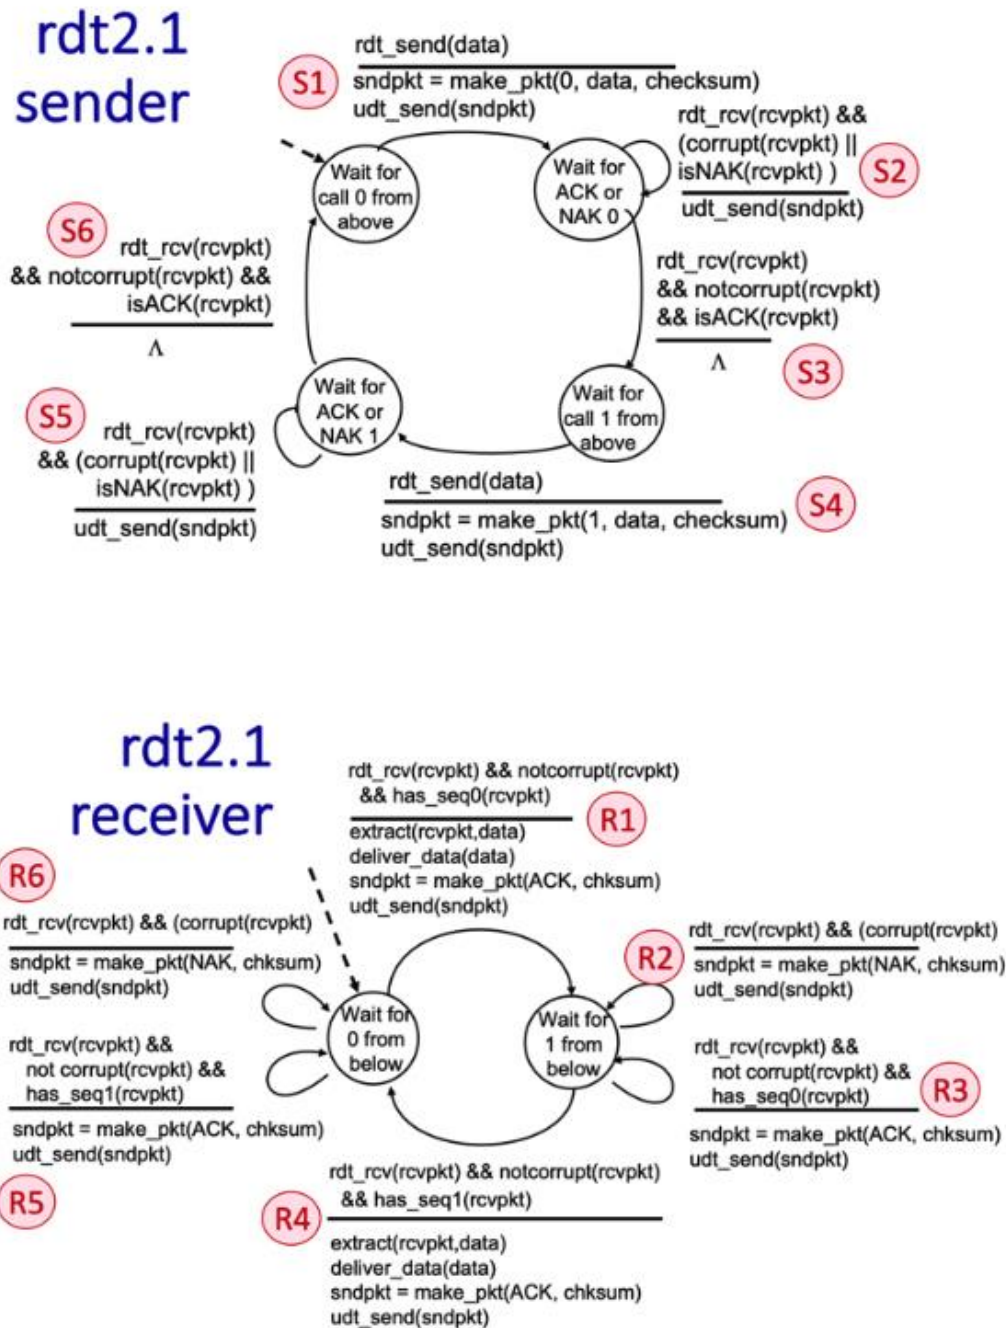 rdt2.1
sender
S1
rdt_send(data)
sndpkt = make_pkt(0, data, checksum)
udt_send(sndpkt)
Wait for
call 0 from
above
Wait for
ACK or
NAK 0
rdt_rcv(rcvpkt) &&
(corrupt(rcvpkt) ||
isNAK(rcvpkt) )
udt_send(sndpkt)
S2
S6
rdt_rcv(rcvpkt)
&& notcorrupt(rcvpkt) &&
isACK(rcvpkt)
Λ
rdt_rcv(rcvpkt)
&& notcorrupt(rcvpkt)
&& isACK(rcvpkt)
Λ
S3
S5
rdt_rcv(rcvpkt)
&& (corrupt(rcvpkt) ||
isNAK(rcvpkt) )
udt_send(sndpkt)
Wait for
ACK or
NAK 1
Wait for
call 1 from
above
rdt_send(data)
sndpkt = make_pkt(1, data, checksum)
udt_send(sndpkt)
S4
rdt2.1
receiver
rdt_rcv(rcvpkt) && notcorrupt(rcvpkt)
&& has_seq0(rcvpkt)
extract(rcvpkt,data)
deliver_data(data)
sndpkt = make_pkt(ACK, chksum)
udt_send(sndpkt)
R1
R6
rdt_rcv(rcvpkt) && (corrupt(rcvpkt)
sndpkt = make_pkt(NAK, chksum)
udt_send(sndpkt)
R2
rdt_rcv(rcvpkt) && (corrupt(rcvpkt)
sndpkt = make_pkt(NAK, chksum)
udt_send(sndpkt)
Wait for
0 from
below
Wait for
1 from
below
rdt_rcv(rcvpkt) &&
not corrupt(rcvpkt) &&
has_seq1(rcvpkt)
sndpkt = make_pkt(ACK, chksum)
udt_send(sndpkt)
R5
rdt_rcv(rcvpkt) &&
not corrupt(rcvpkt) &&
has_seq0(rcvpkt)
sndpkt = make_pkt(ACK, chksum)
udt_send(sndpkt)
R3
R4
rdt_rcv(rcvpkt) && notcorrupt(rcvpkt)
&& has_seq1(rcvpkt)
extract(rcvpkt,data)
deliver_data(data)
sndpkt = make_pkt(ACK, chksum)
udt_send(sndpkt)